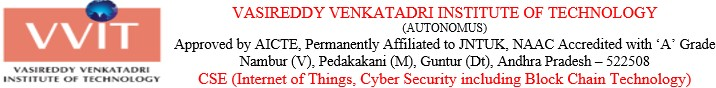 VVIT
VASIREDDY VENKATADRI
INSTITUTE OF TECHNOLOGY
VASIREDDY VENKATADRI INSTITUTE OF TECHNOLOGY
(AUTONOMUS)
Approved by AICTE, Permanently Affiliated to JNTUK, NAAC Accredited with ‘A’ Grade
Nambur (V), Pedakakani (M), Guntur (Dt), Andhra Pradesh – 522508
CSE (Internet of Things, Cyber Security including Block Chain Technology)